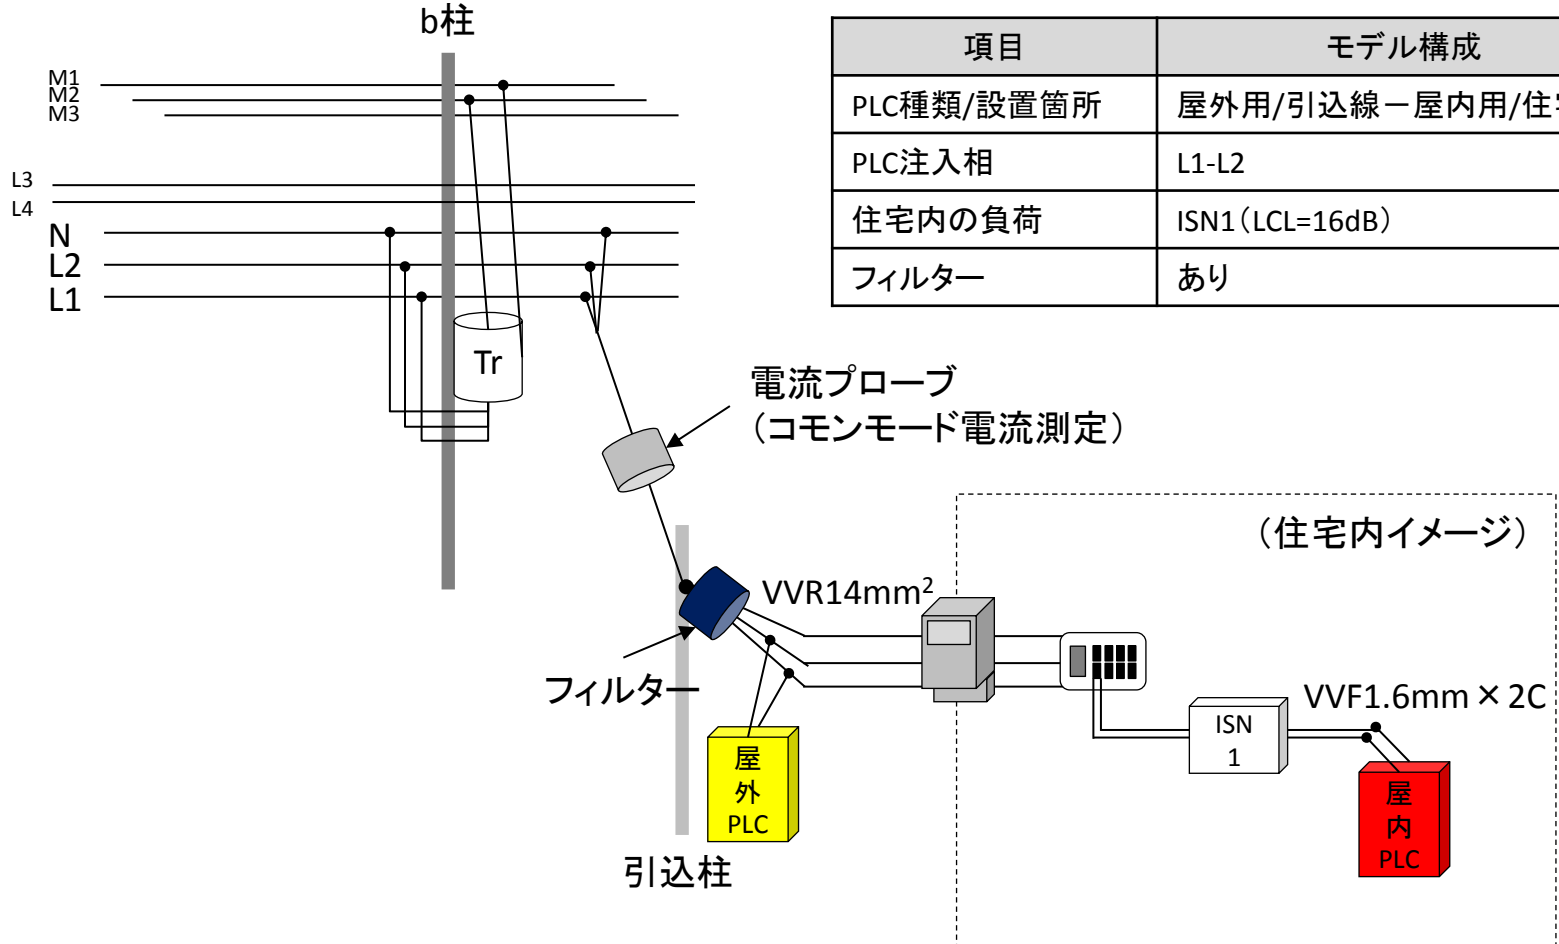 b柱
M1
M2
M3
L3
L4
N
L2
L1
Tr
項目 モデル構成
PLC種類/設置箇所 屋外用/引込線－屋内用/住
PLC注入相 L1-L2
住宅内の負荷 ISN1（LCL=16dB）
フィルター あり
電流プローブ
（コモンモード電流測定）
（住宅内イメージ）
VVR14mm²
フィルター
VVF1.6mm × 2C
ISN
1
屋
外
PLC
屋
内
PLC
引込柱